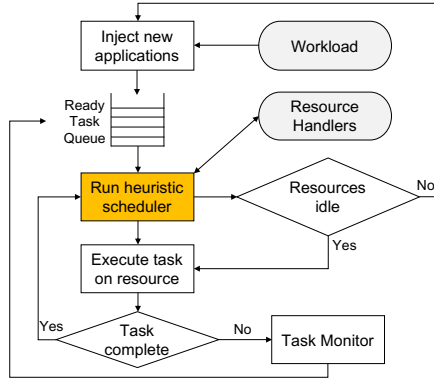 Inject new
applications
Workload
Ready
Task
Queue
Resource
Handlers
Run heuristic
scheduler
Resources
idle
No
Yes
Execute task
on resource
Yes
Task
complete
No
Task Monitor